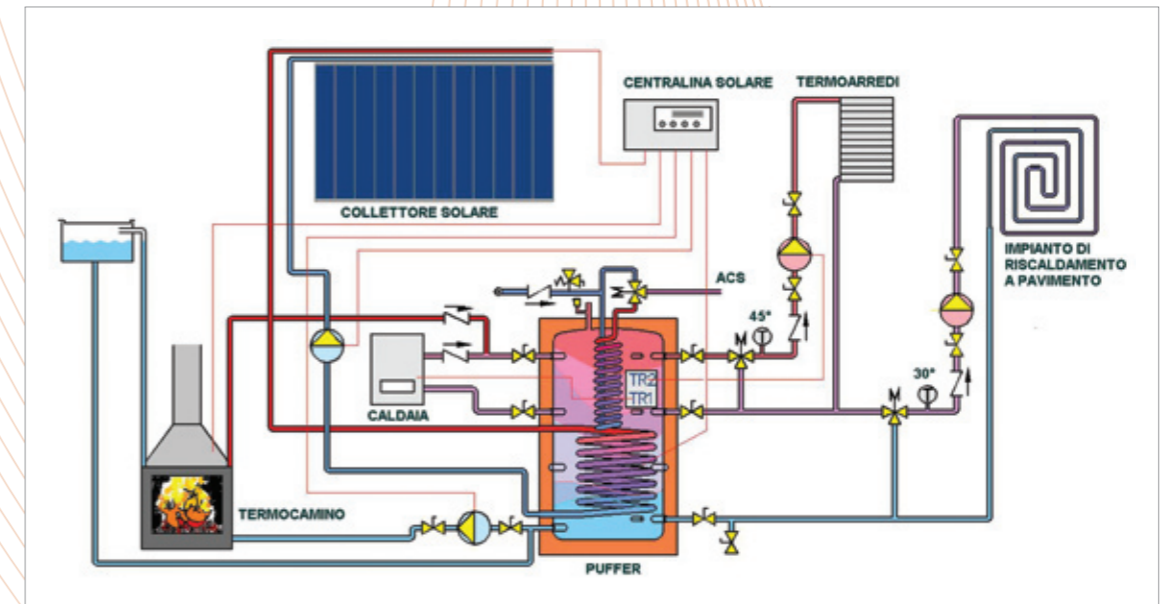 CENTRALINA SOLARE
TERMOARREDI
COLLETTORE SOLARE
IMPIANTO DI
RISCALDAMENTO
A PAVIMENTO
ACS
M
45°
M
T
TR2
TR1
30°
M
T
CALDAIA
TERMOCAMINO
PUFFER